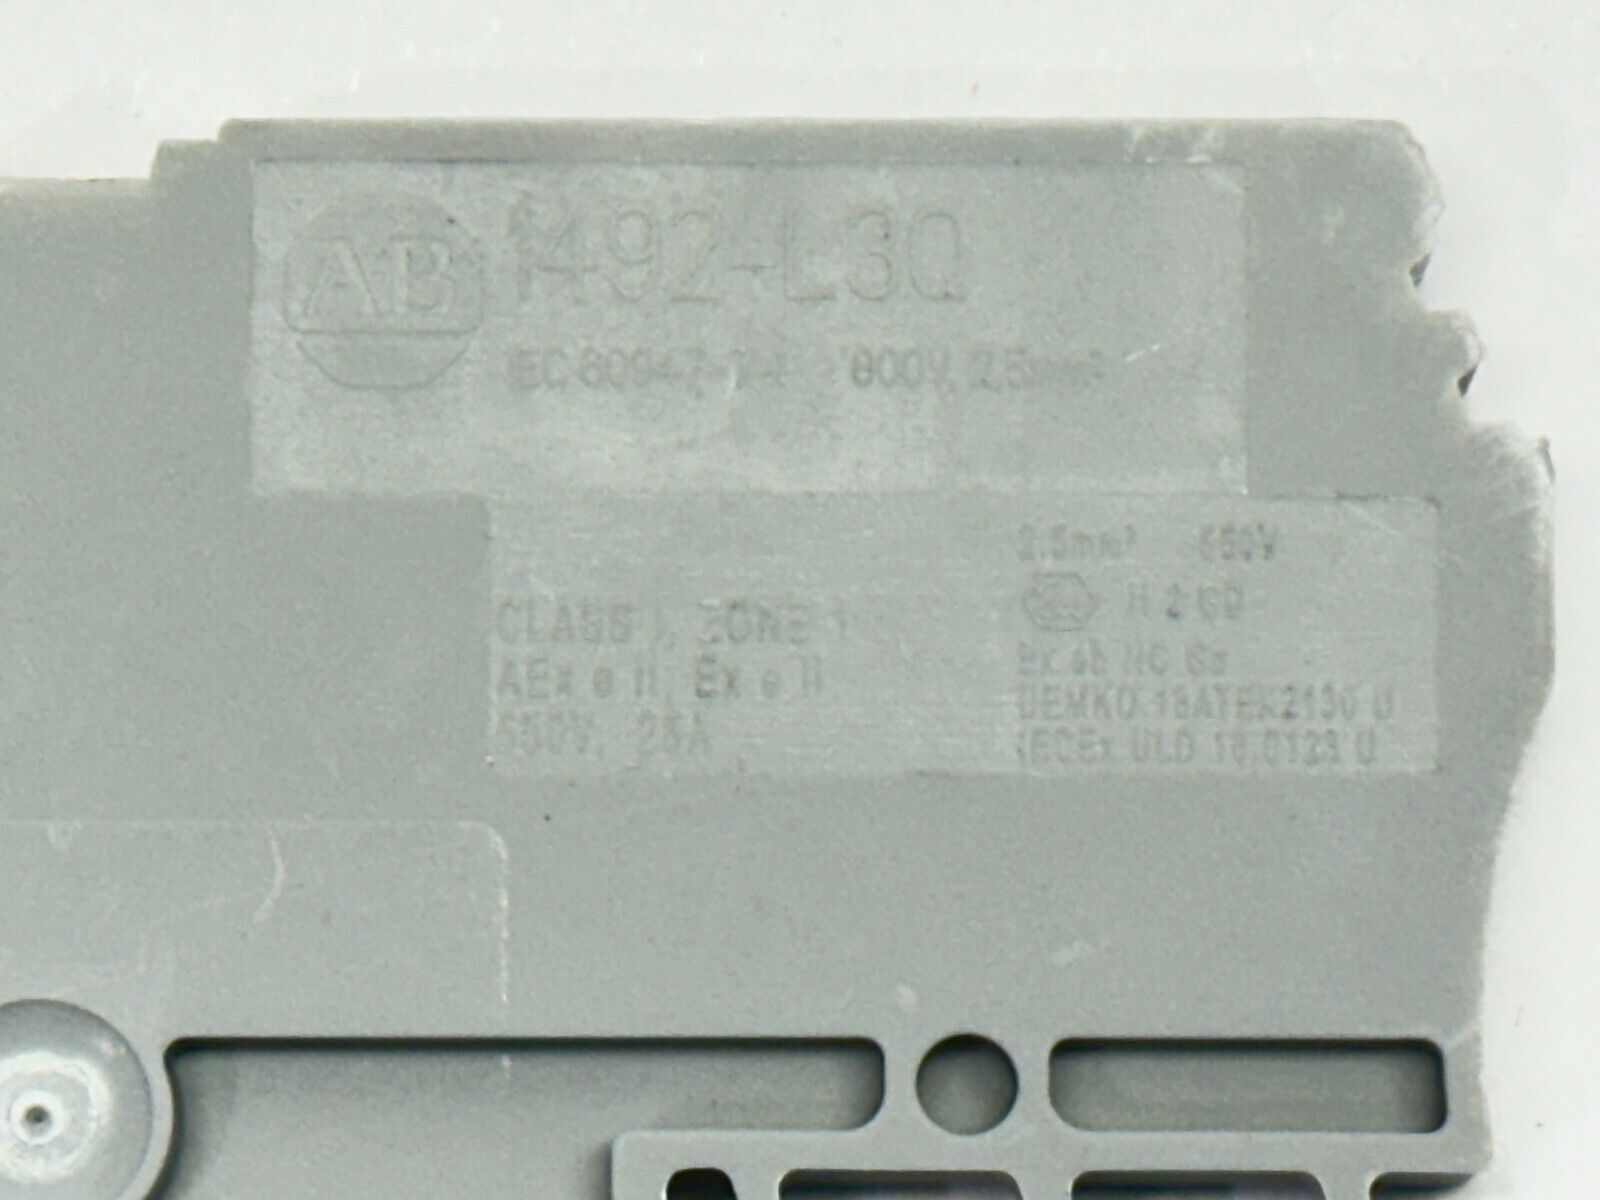 AB
1492-L3Q
IEC 60947-7-1 800V, 2.5mm²
CLASS I, ZONE 1
AEx e II, Ex e II
550V, 25A
2.5mm² 550V
II 2 GD
Ex eb IIC Gb
DEMKO 18ATEX2130 U
IECEx ULD 18.0123 U